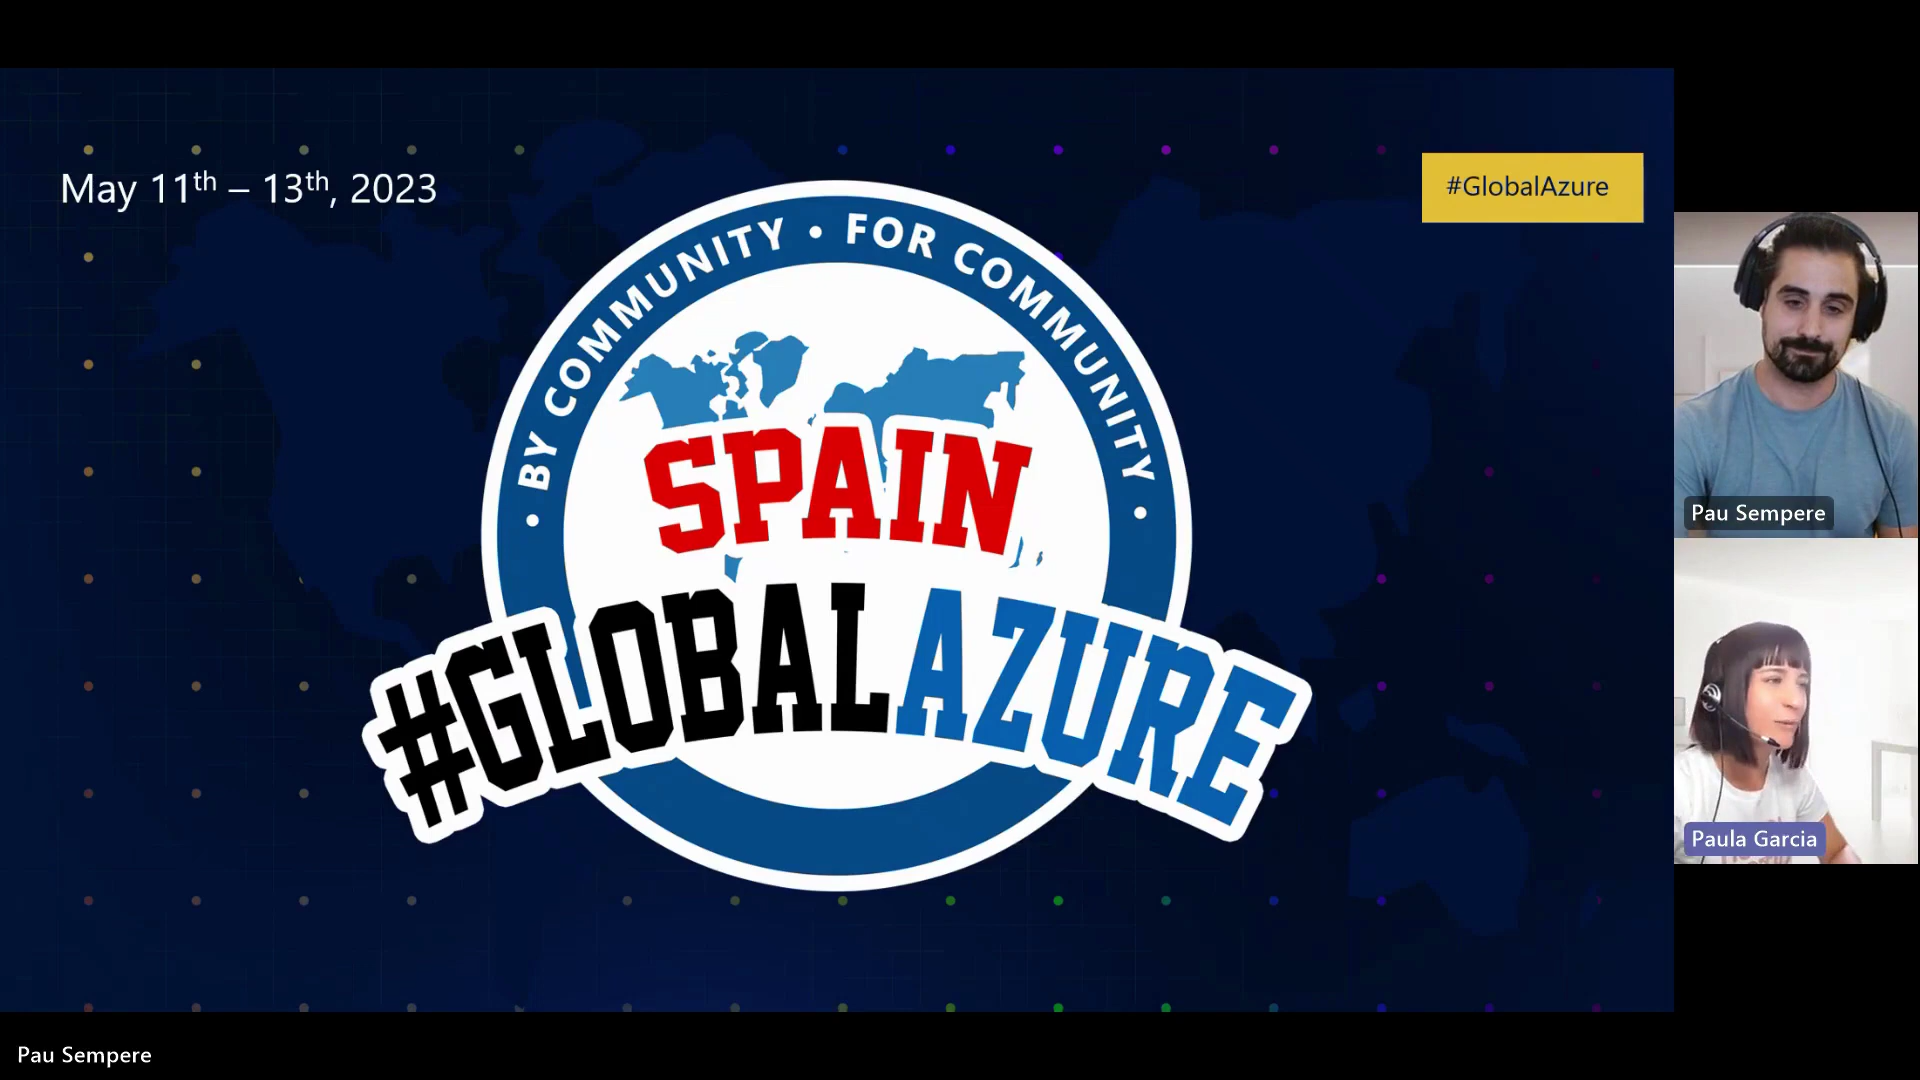 May 11th – 13th, 2023
#GlobalAzure
• BY COMMUNITY • FOR COMMUNITY •
SPAIN
#GLOBALAZURE
Pau Sempere
Paula Garcia
Pau Sempere